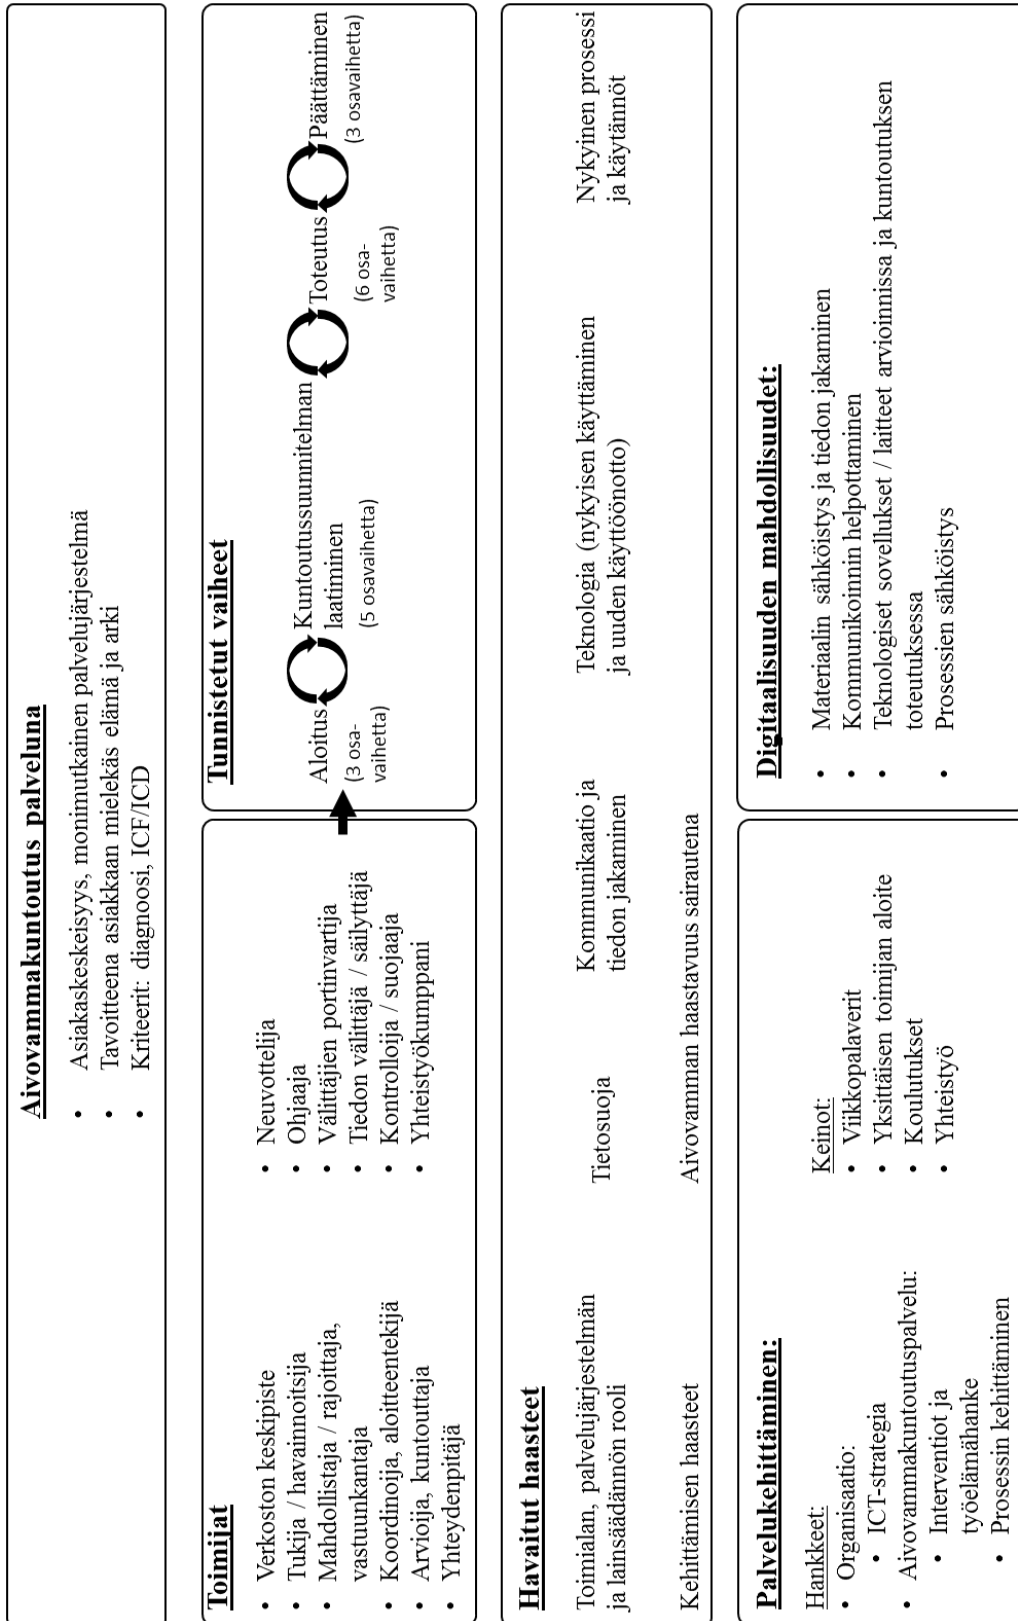 Aivovammakuntoutus palveluna
• Asiakaskeskeisyys, monimutkainen palvelujärjestelmä
• Tavoitteena asiakkaan mielekäs elämä ja arki
• Kriteerit: diagnoosi, ICF/ICD
Toimijat
• Verkoston keskipiste
• Tukija / havainnoitsija
• Mahdollistaja / rajoittaja,
vastuunkantaja
• Koordinoija, aloitteentekijä
• Arvioija, kuntouttaja
• Yhteydenpitäjä
• Neuvottelija
• Ohjaaja
• Välittäjien portinvartija
• Tiedon välittäjä / säilyttäjä
• Kontrolloija / suojaaja
• Yhteistyökumppani
Tunnistetut vaiheet
Aloitus
(3 osa-
vaihetta)
Kuntoutussuunnitelman
laatiminen
(5 osavaihetta)
Toteutus
(6 osa-
vaihetta)
Päättäminen
(3 osavaihetta)
Havaitut haasteet
Toimialan, palvelujärjestelmän
ja lainsäädännön rooli
Tietosuoja
Kommunikaatio ja
tiedon jakaminen
Teknologia (nykyisen käyttäminen
ja uuden käyttöönotto)
Nykyinen prosessi
ja käytännöt
Kehittämisen haasteet
Aivovamman haastavuus sairautena
Palvelukehittäminen:
Hankkeet:
• Organisaatio:
• ICT-strategia
• Aivovammakuntoutuspalvelu:
• Interventiot ja
työelämähanke
• Prosessin kehittäminen
Keinot:
• Viikkopalaverit
• Yksittäisen toimijan aloite
• Koulutukset
• Yhteistyö
Digitaalisuuden mahdollisuudet:
• Materiaalin sähköistys ja tiedon jakaminen
• Kommunikoinnin helpottaminen
• Teknologiset sovellukset / laitteet arvioinnissa ja kuntoutuksen
toteutuksessa
• Prosessien sähköistys